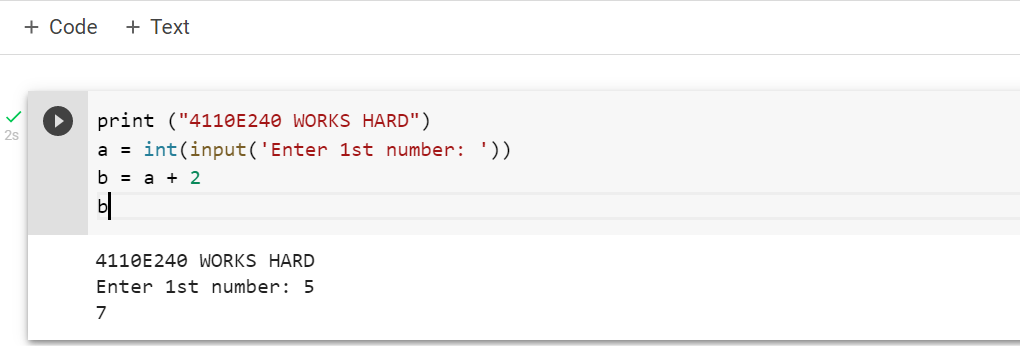 + Code + Text
2s
print ("4110E240 WORKS HARD")
a = int(input('Enter 1st number: '))
b = a + 2
b
4110E240 WORKS HARD
Enter 1st number: 5
7